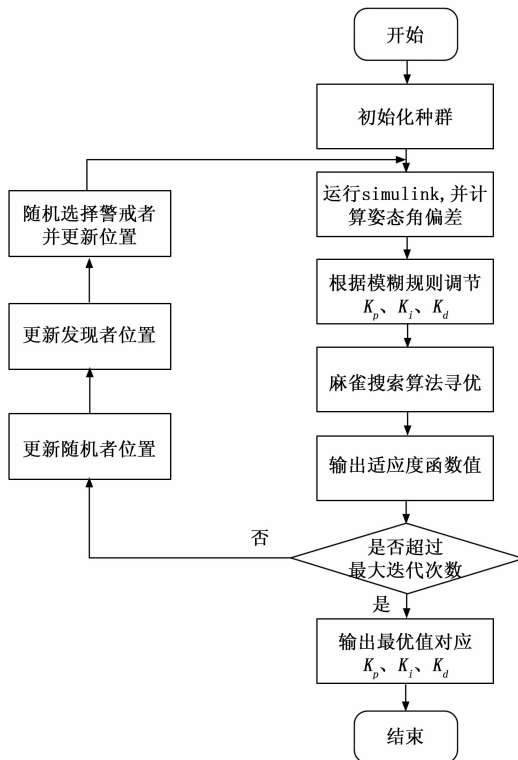 开始
初始化种群
运行simulink,并计
算姿态角偏差
根据模糊规则调节
Kp、Ki、Kd
麻雀搜索算法寻优
输出适应度函数值
是否超过
最大迭代次数
否
更新随机者位置
更新发现者位置
随机选择警戒者
并更新位置
是
输出最优值对应
Kp、Ki、Kd
结束